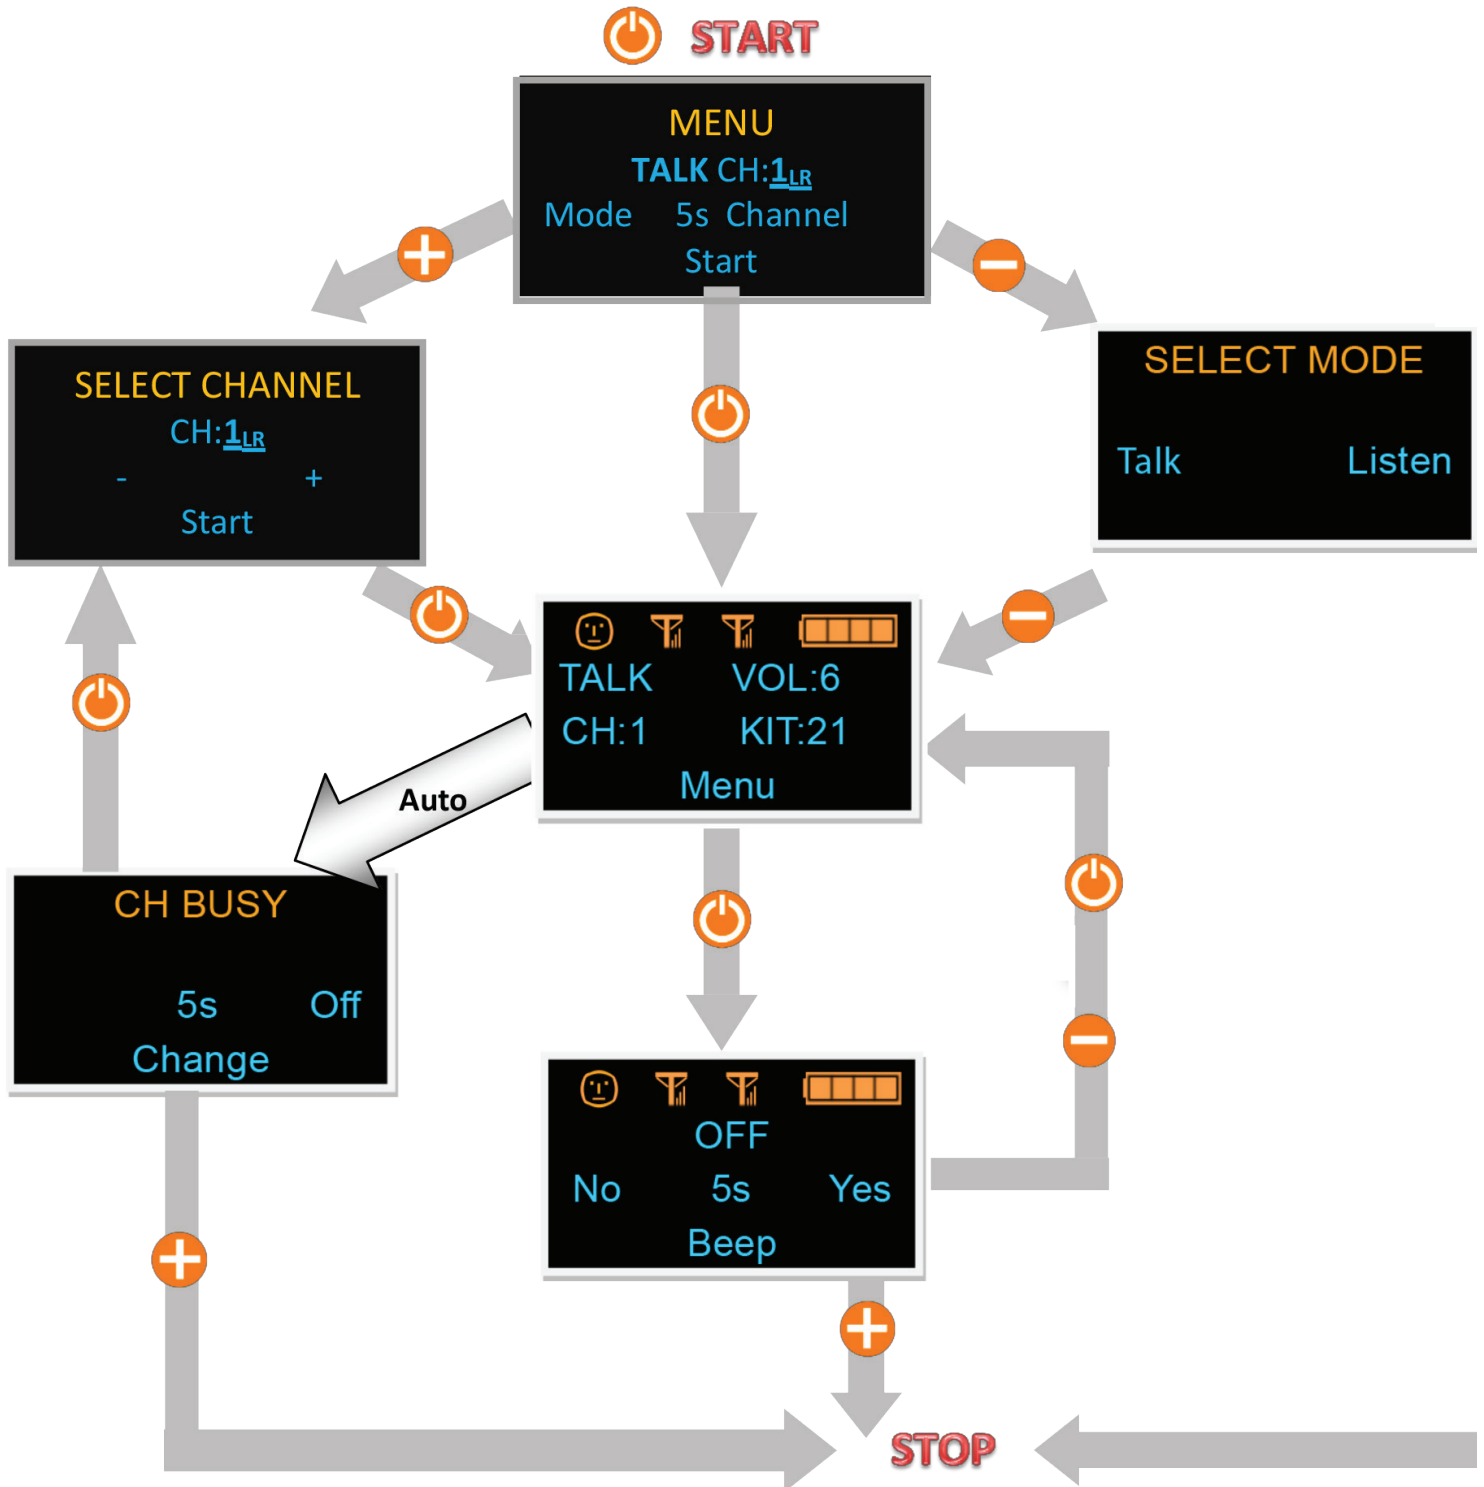 START
MENU
TALK CH:1LR
Mode 5s Channel
Start
SELECT CHANNEL
CH:1LR
- +
Start
SELECT MODE
Talk Listen
TALK VOL:6
CH:1 KIT:21
Menu
Auto
CH BUSY
5s Off
Change
OFF
No 5s Yes
Beep
STOP